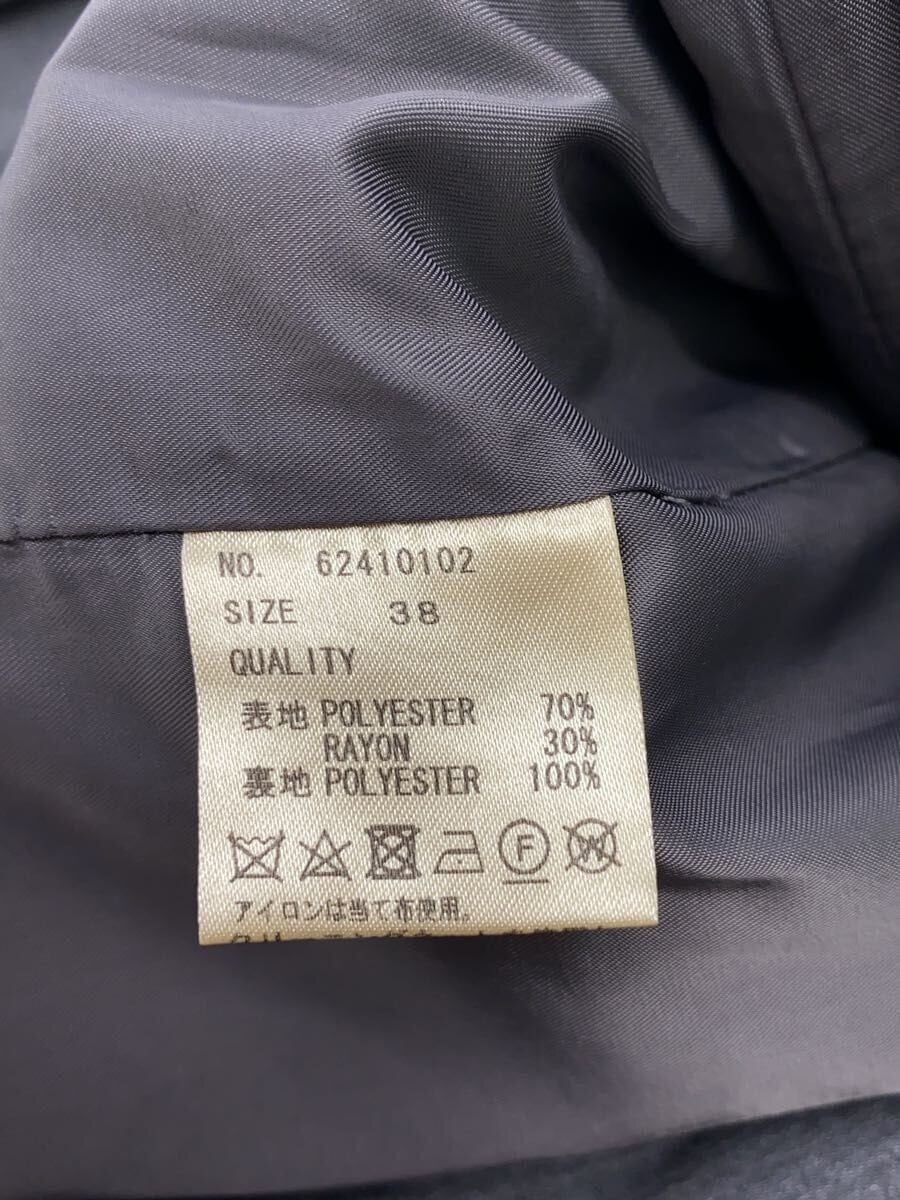 NO. 62410102
SIZE 38
QUALITY
表地 POLYESTER 70%
RAYON 30%
裏地 POLYESTER 100%
F W
アイロンは当て布使用。